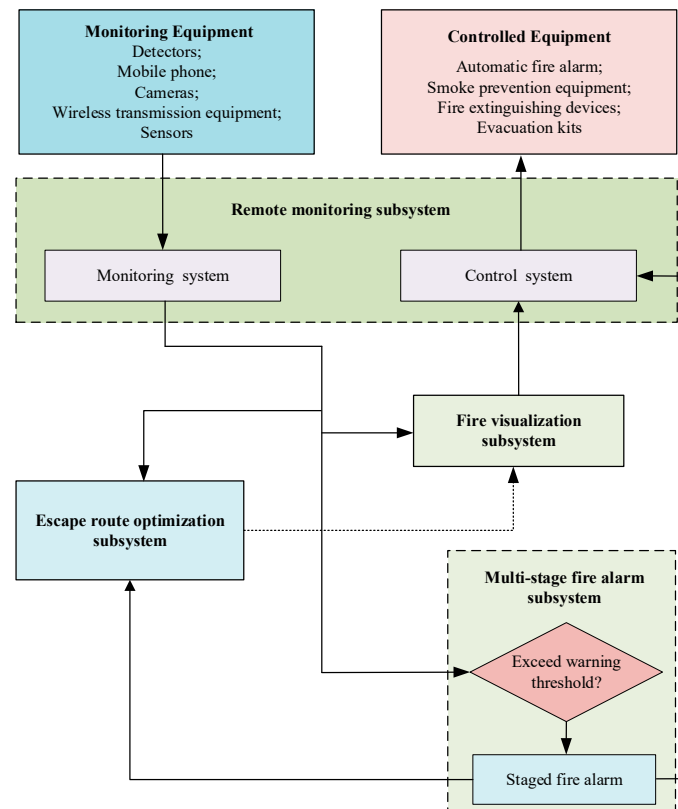 Monitoring Equipment
Detectors;
Mobile phone;
Cameras;
Wireless transmission equipment;
Sensors
Controlled Equipment
Automatic fire alarm;
Smoke prevention equipment;
Fire extinguishing devices;
Evacuation kits
Remote monitoring subsystem
Monitoring system
Control system
Fire visualization
subsystem
Escape route optimization
subsystem
Multi-stage fire alarm
subsystem
Exceed warning
threshold?
Staged fire alarm